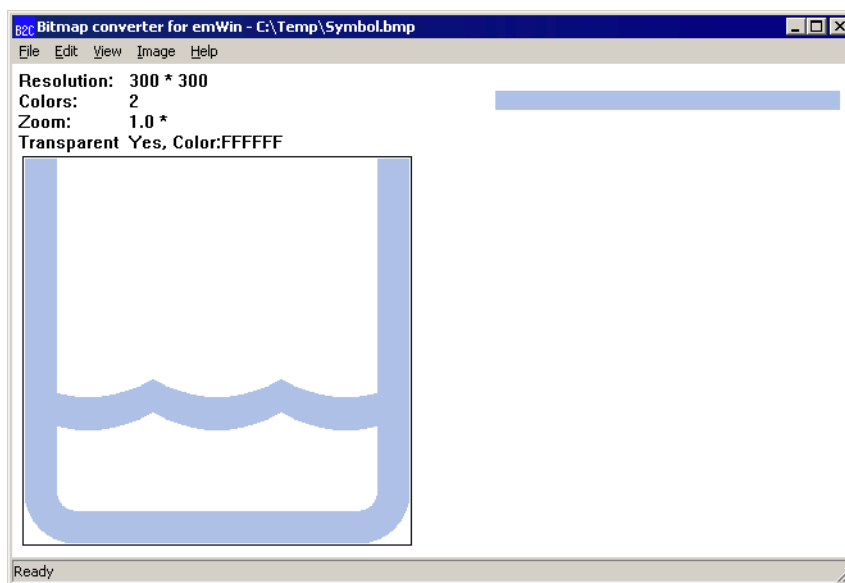 B2C Bitmap converter for emWin - C:\Temp\Symbol.bmp
File Edit View Image Help
Resolution: 300 * 300
Colors: 2
Zoom: 1.0 *
Transparent Yes, Color:FFFFFF
Ready